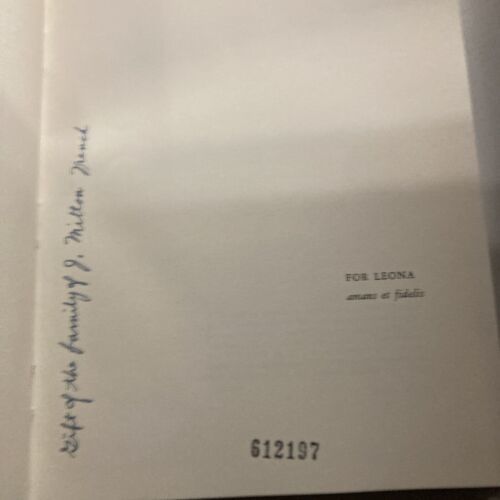 Gift of the family of J. Milton French
FOR LEONA
amans et fidelis
612197